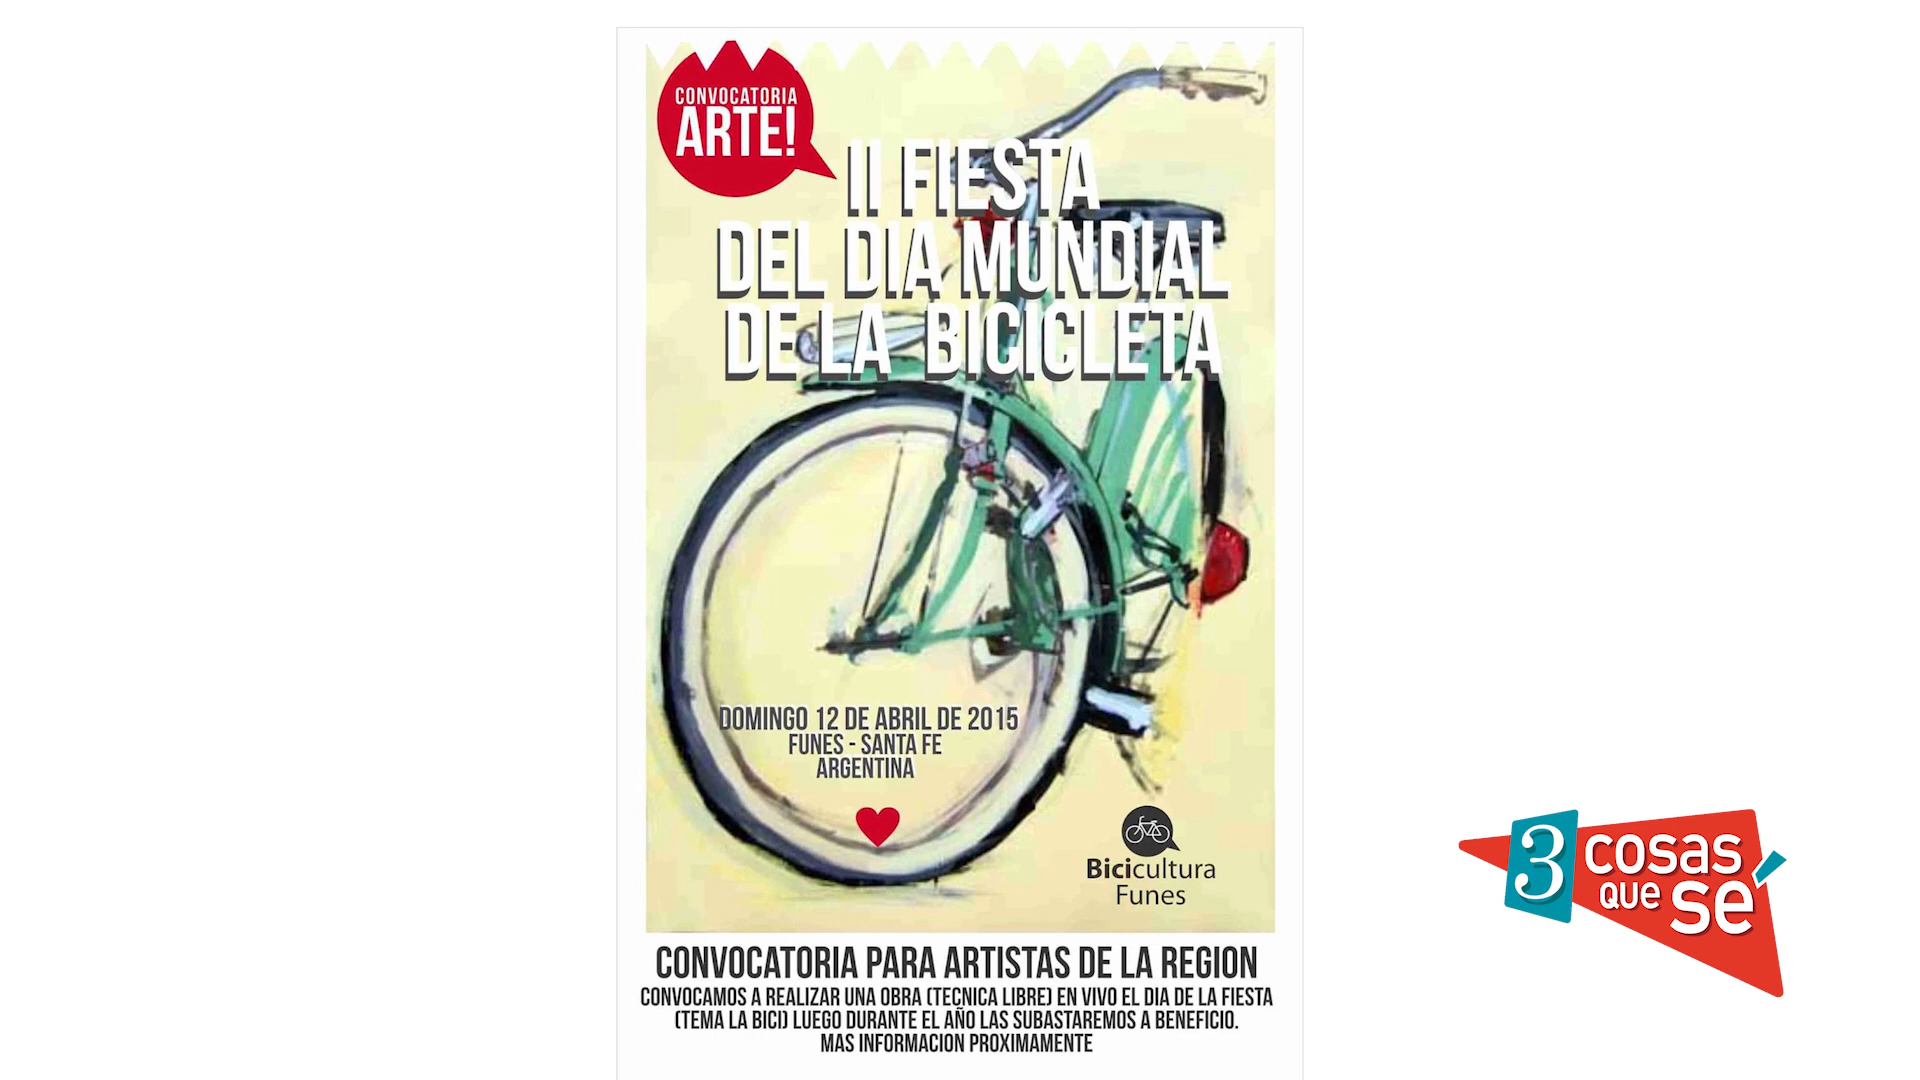 CONVOCATORIA
ARTE!
II FIESTA
DEL DIA MUNDIAL
DE LA BICICLETA
DOMINGO 12 DE ABRIL DE 2015
FUNES - SANTA FE
ARGENTINA
Bicicultura
Funes
CONVOCATORIA PARA ARTISTAS DE LA REGION
CONVOCAMOS A REALIZAR UNA OBRA (TECNICA LIBRE) EN VIVO EL DIA DE LA FIESTA
(TEMA LA BICI) LUEGO DURANTE EL AÑO LAS SUBASTAREMOS A BENEFICIO.
MAS INFORMACION PROXIMAMENTE
3 COSAS
QUE SÉ